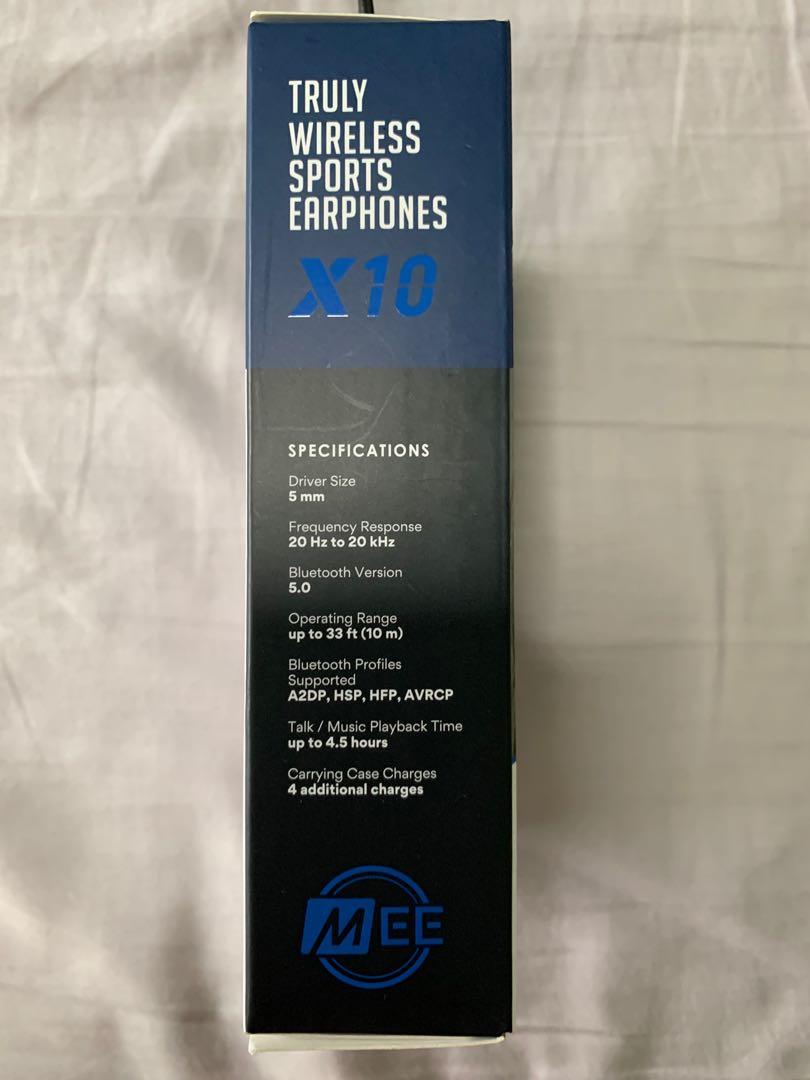 TRULY
WIRELESS
SPORTS
EARPHONES
X10
SPECIFICATIONS
Driver Size
5 mm
Frequency Response
20 Hz to 20 kHz
Bluetooth Version
5.0
Operating Range
up to 33 ft (10 m)
Bluetooth Profiles
Supported
A2DP, HSP, HFP, AVRCP
Talk / Music Playback Time
up to 4.5 hours
Carrying Case Charges
4 additional charges
MEE